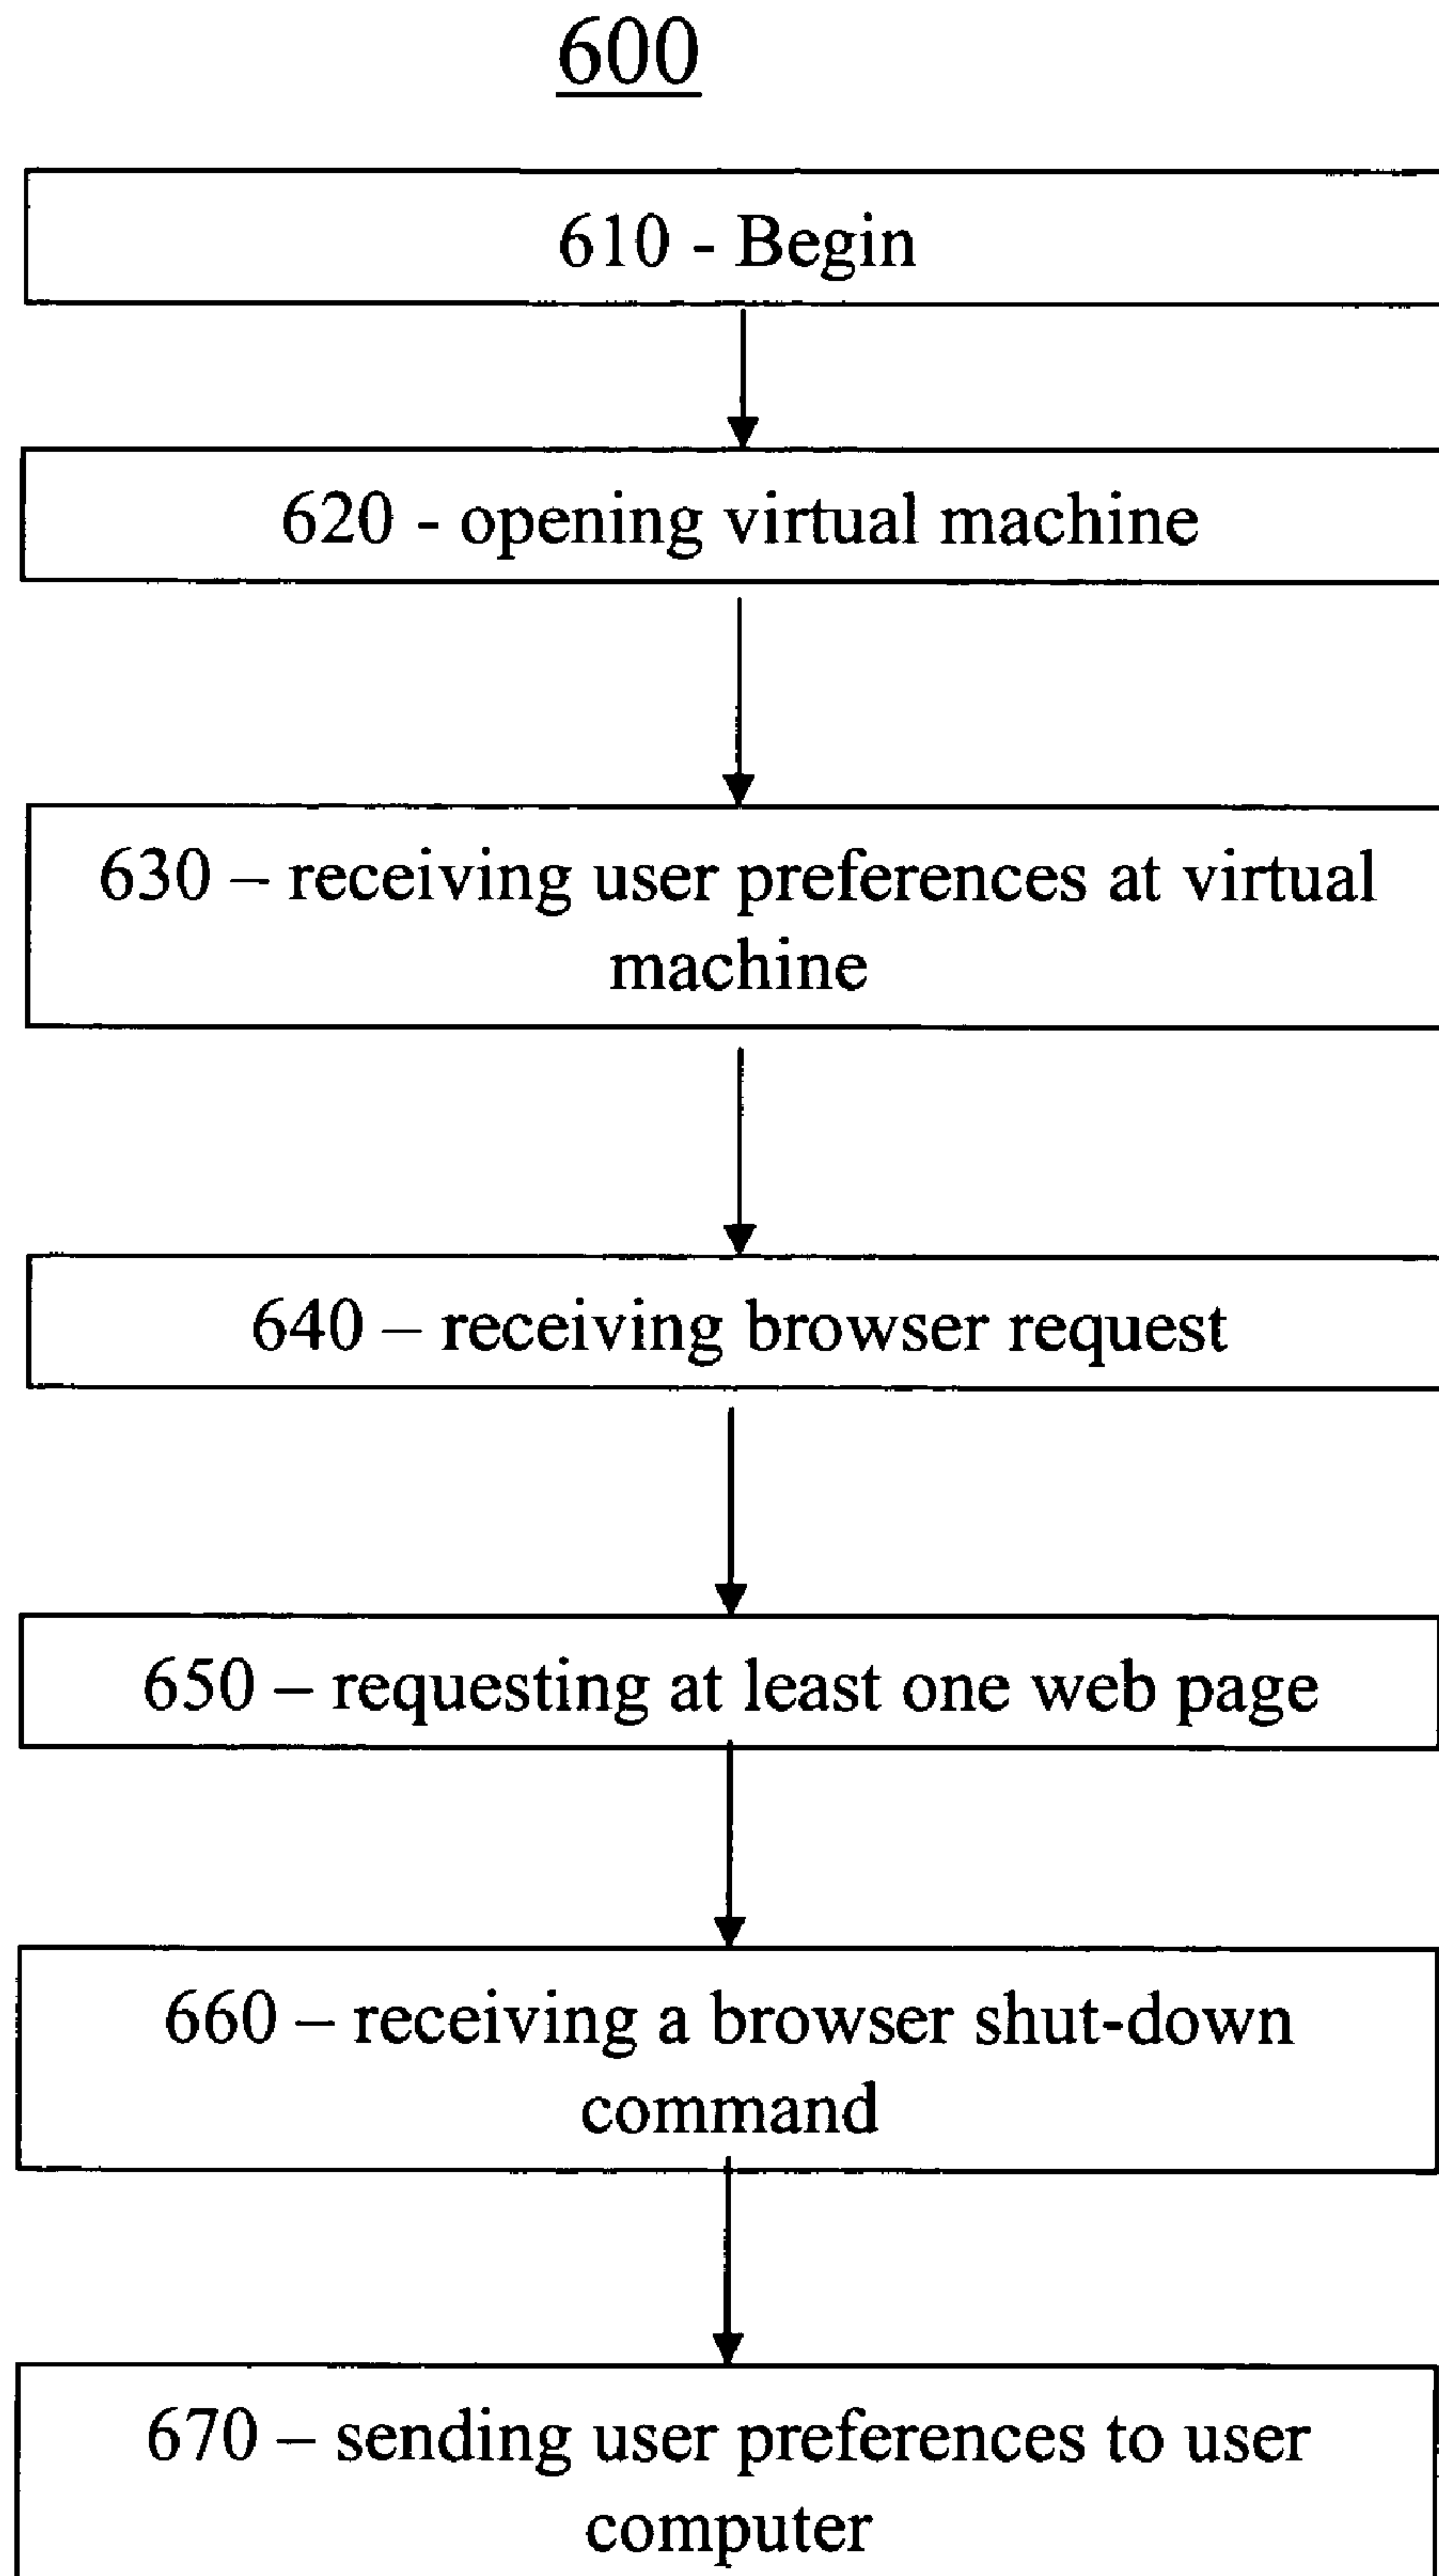 600
610 - Begin
620 - opening virtual machine
630 – receiving user preferences at virtual
machine
640 – receiving browser request
650 – requesting at least one web page
660 – receiving a browser shut-down
command
670 – sending user preferences to user
computer